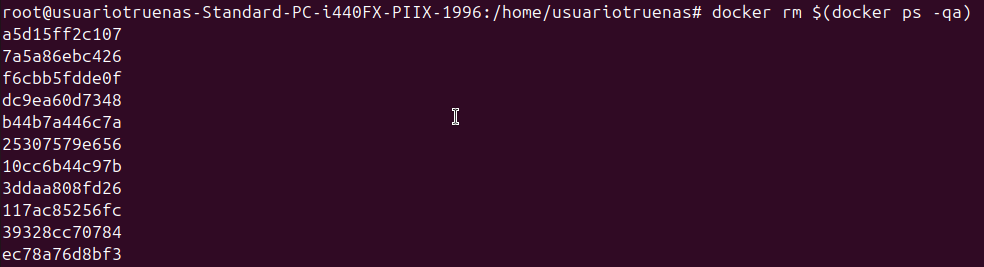 root@usuariotruenas-Standard-PC-i440FX-PIIX-1996:/home/usuariotruenas# docker rm $(docker ps -qa)
a5d15ff2c107
7a5a86ebc426
f6cbb5fdde0f
dc9ea60d7348
b44b7a446c7a
25307579e656
10cc6b44c97b
3ddaa808fd26
117ac85256fc
39328cc70784
ec78a76d8bf3